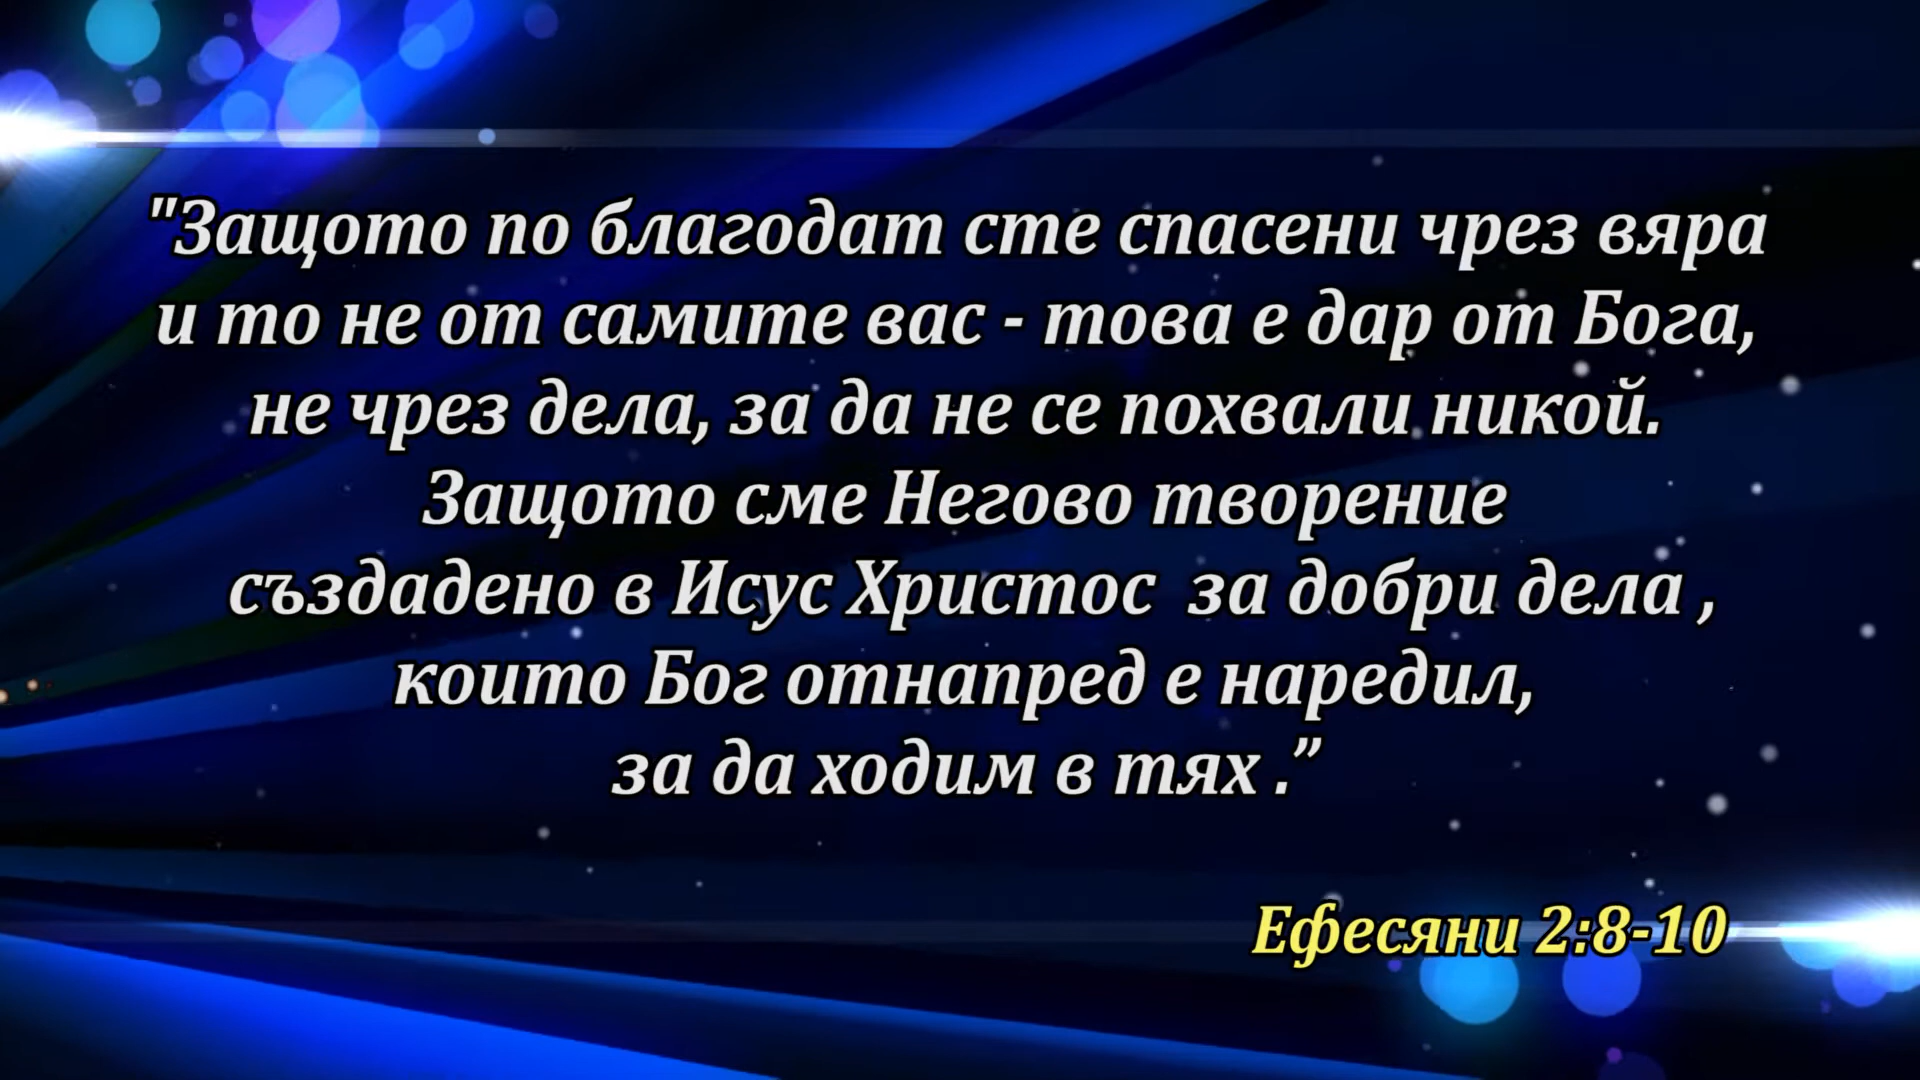 "Защото по благодат сте спасени чрез вяра
и то не от самите вас - това е дар от Бога,
не чрез дела, за да не се похвали никой.
Защото сме Негово творение
създадено в Исус Христос  за добри дела ,
които Бог отнапред е наредил,
за да ходим в тях .”
Ефесяни 2:8-10